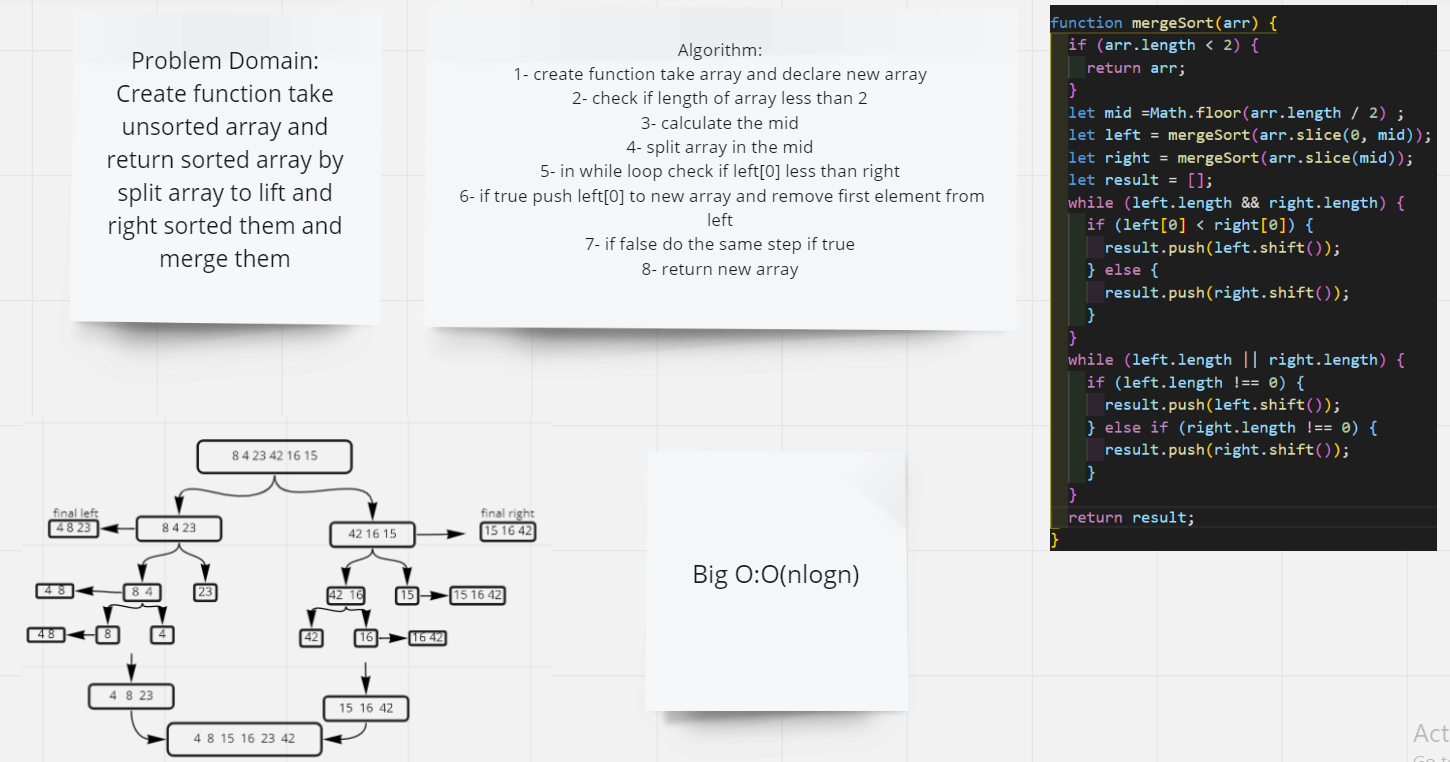 Problem Domain:
Create function take
unsorted array and
return sorted array by
split array to lift and
right sorted them and
merge them
Algorithm:
1- create function take array and declare new array
2- check if length of array less than 2
3- calculate the mid
4- split array in the mid
5- in while loop check if left[0] less than right
6- if true push left[0] to new array and remove first element from
left
7- if false do the same step if true
8- return new array
function mergeSort(arr) {
if (arr.length < 2) {
return arr;
}
let mid =Math.floor(arr.length / 2) ;
let left = mergeSort(arr.slice(0, mid));
let right = mergeSort(arr.slice(mid));
let result = [];
while (left.length && right.length) {
if (left[0] < right[0]) {
result.push(left.shift());
} else {
result.push(right.shift());
}
}
while (left.length || right.length) {
if (left.length !== 0) {
result.push(left.shift());
} else if (right.length !== 0) {
result.push(right.shift());
}
}
return result;
}
8 4 23 42 16 15
final left
4 8 23
8 4 23
42 16 15
final right
15 16 42
4 8
8 4
23
42 16
15
15 16 42
4 8
8
4
42
16
16 42
4 8 23
15 16 42
4 8 15 16 23 42
Big O:O(nlogn)
Act